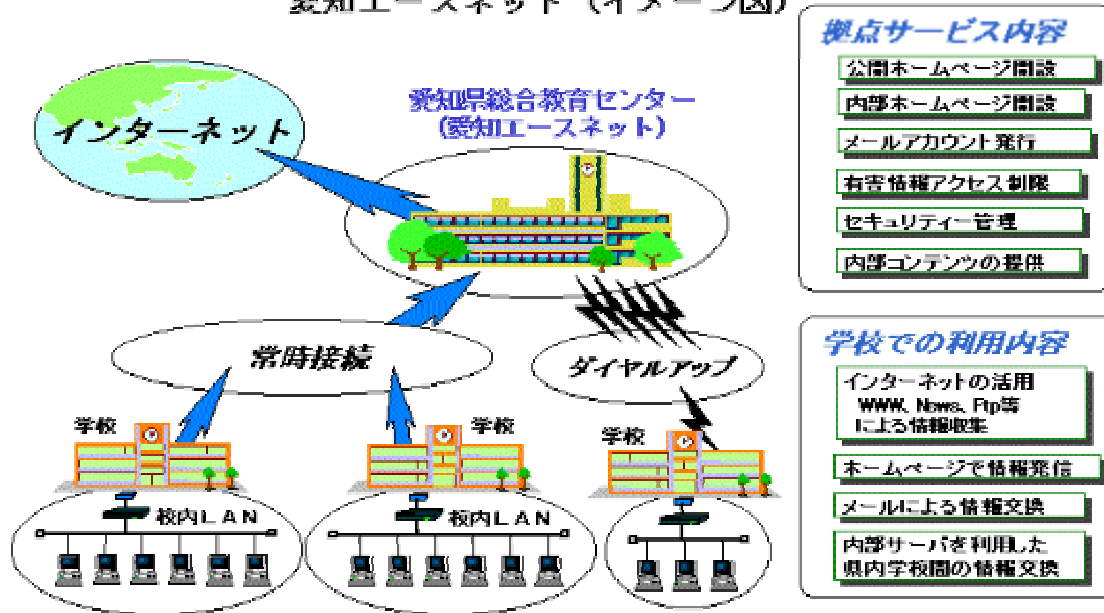 愛知エースネット（イメージ図）
インターネット
愛知県総合教育センター
（愛知エースネット）
常時接続
ダイヤルアップ
学校
学校
学校
校内ＬＡＮ
校内ＬＡＮ
拠点サービス内容
公開ホームページ開設
内部ホームページ開設
メールアカウント発行
有害情報アクセス制限
セキュリティー管理
内部コンテンツの提供
学校での利用内容
インターネットの活用
WWW、News、Ftp等
による情報収集
ホームページで情報発信
メールによる情報交換
内部サーバを利用した
県内学校間の情報交換